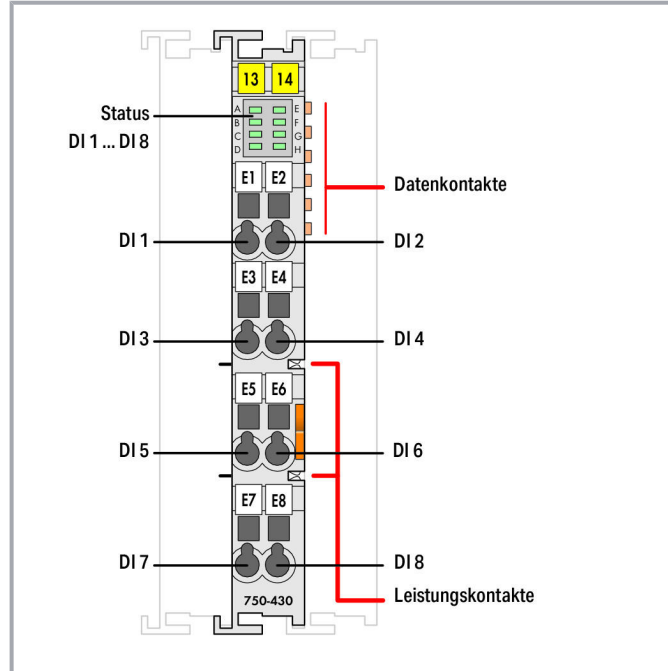 13 14
Status
DI 1 ... DI 8
A E
B F
C G
D H
E1 E2
Datenkontakte
DI 1 DI 2
E3 E4
DI 3 DI 4
E5 E6
DI 5 DI 6
E7 E8
DI 7 DI 8
Leistungskontakte
750-430